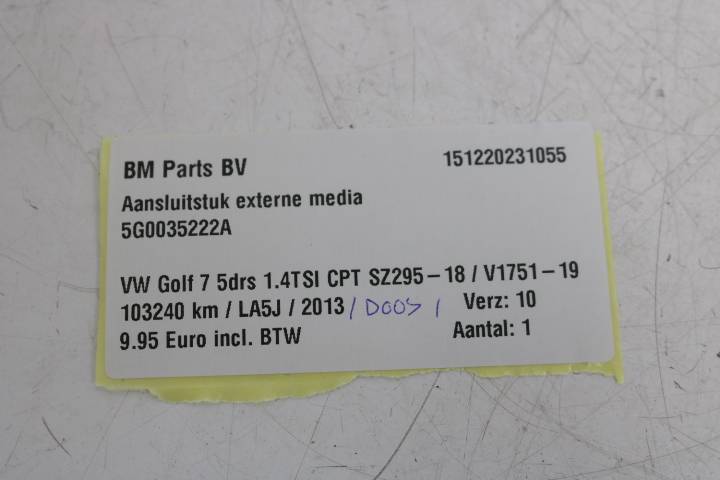 BM Parts BV 151220231055
Aansluitstuk externe media
5G0035222A
VW Golf 7 5drs 1.4TSI CPT SZ295-18 / V1751-19
103240 km / LA5J / 2013 / DOOS 1 Verz: 10
9.95 Euro incl. BTW Aantal: 1